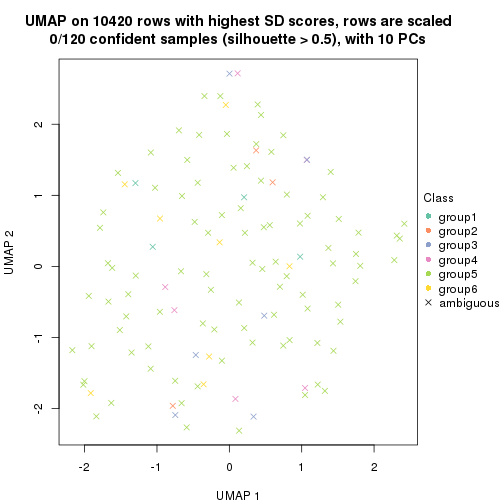 UMAP on 10420 rows with highest SD scores, rows are scaled
0/120 confident samples (silhouette > 0.5), with 10 PCs
UMAP 2
2
1
0
-1
-2
-2
-1
0
1
2
UMAP 1
Class
group1
group2
group3
group4
group5
group6
ambiguous